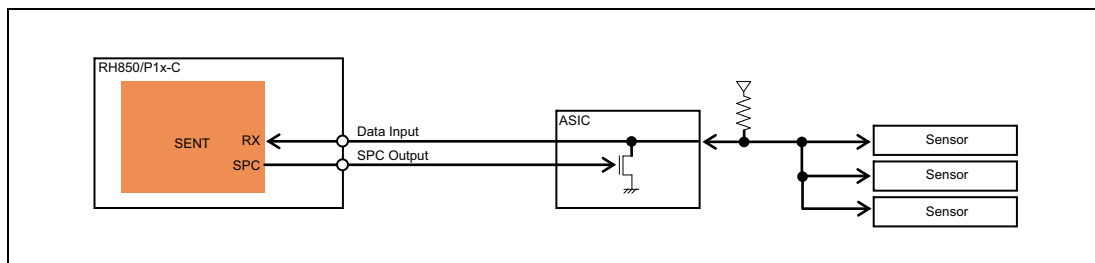 RH850/P1x-C
SENT
RX
SPC
Data Input
SPC Output
ASIC
Sensor
Sensor
Sensor